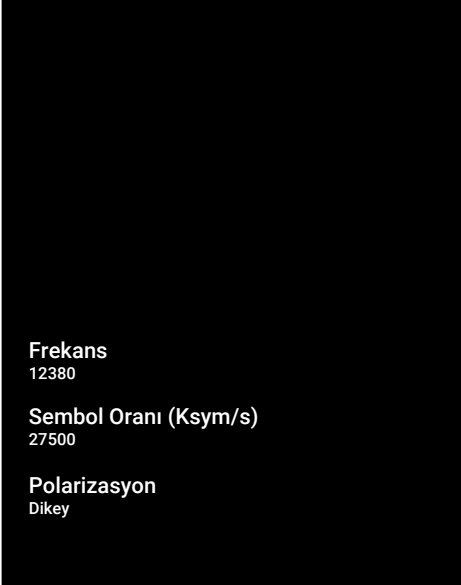 Frekans
12380
Sembol Oranı (Ksym/s)
27500
Polarizasyon
Dikey